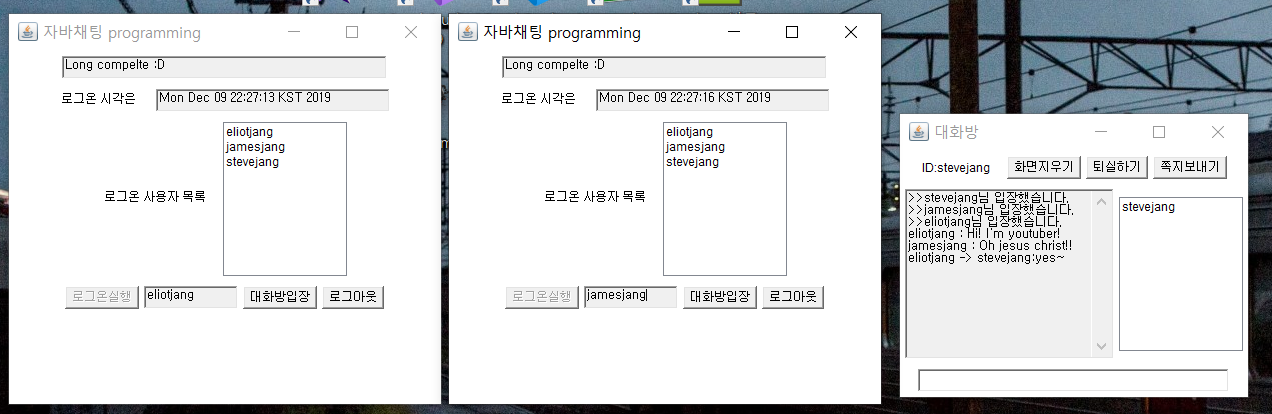 자바채팅 programming
Long compelte :D
로그온 시각은 Mon Dec 09 22:27:13 KST 2019
eliotjang
jamesjang
stevejang
로그온 사용자 목록
로그온실행 eliotjang 대화방입장 로그아웃
자바채팅 programming
Long compelte :D
로그온 시각은 Mon Dec 09 22:27:16 KST 2019
eliotjang
jamesjang
stevejang
로그온 사용자 목록
로그온실행 jamesjang 대화방입장 로그아웃
대화방
ID:stevejang 화면지우기 퇴실하기 쪽지보내기
>>stevejang님 입장했습니다.
>>jamesjang님 입장했습니다.
>>eliotjang님 입장했습니다.
eliotjang : Hi! I'm youtuber!
jamesjang : Oh jesus christ!!
eliotjang -> stevejang:yes~
stevejang